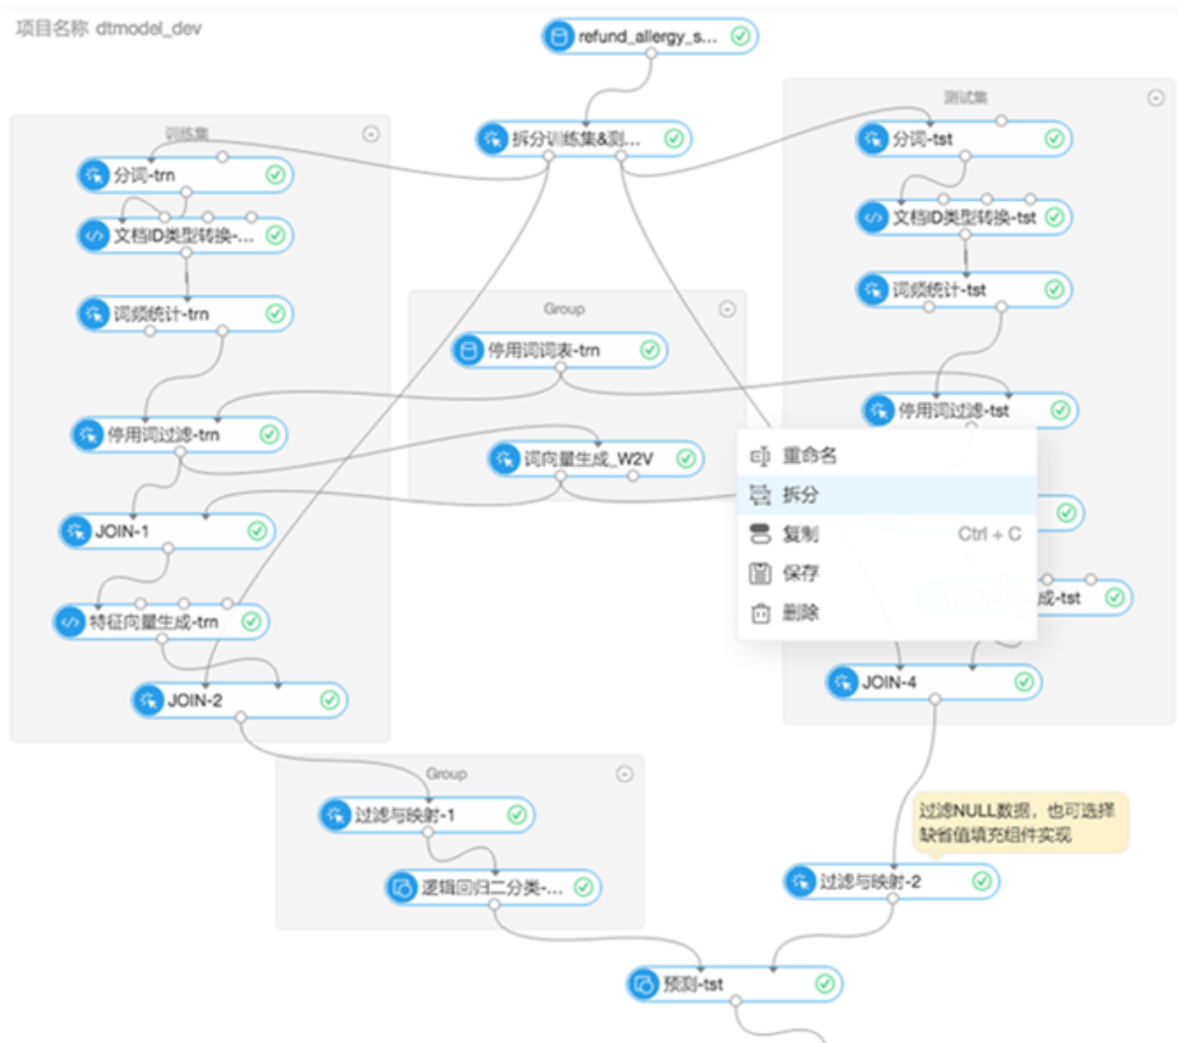 项目名称 dtmodel_dev
refund_allergy_s...
测试集
训练集
拆分训练集&测...
分词-tst
分词-trn
文档ID类型转换-tst
文档ID类型转换-...
词频统计-tst
词频统计-trn
Group
停用词词表-trn
停用词过滤-tst
停用词过滤-trn
词向量生成_W2V
重命名
拆分
复制 Ctrl + C
保存
删除
JOIN-1
成-tst
特征向量生成-trn
JOIN-4
JOIN-2
Group
过滤与映射-1
过滤NULL数据，也可选择
缺省值填充组件实现
过滤与映射-2
逻辑回归二分类-...
预测-tst